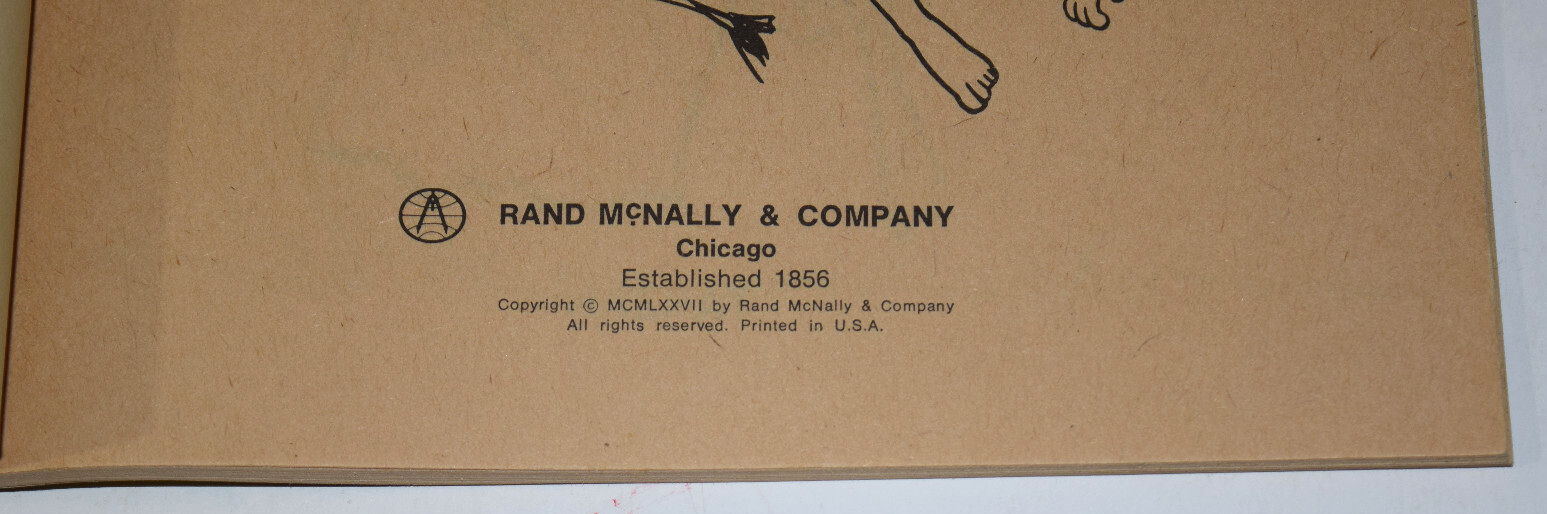 RAND McNALLY & COMPANY
Chicago
Established 1856
Copyright © MCMLXXVII by Rand McNally & Company
All rights reserved. Printed in U.S.A.